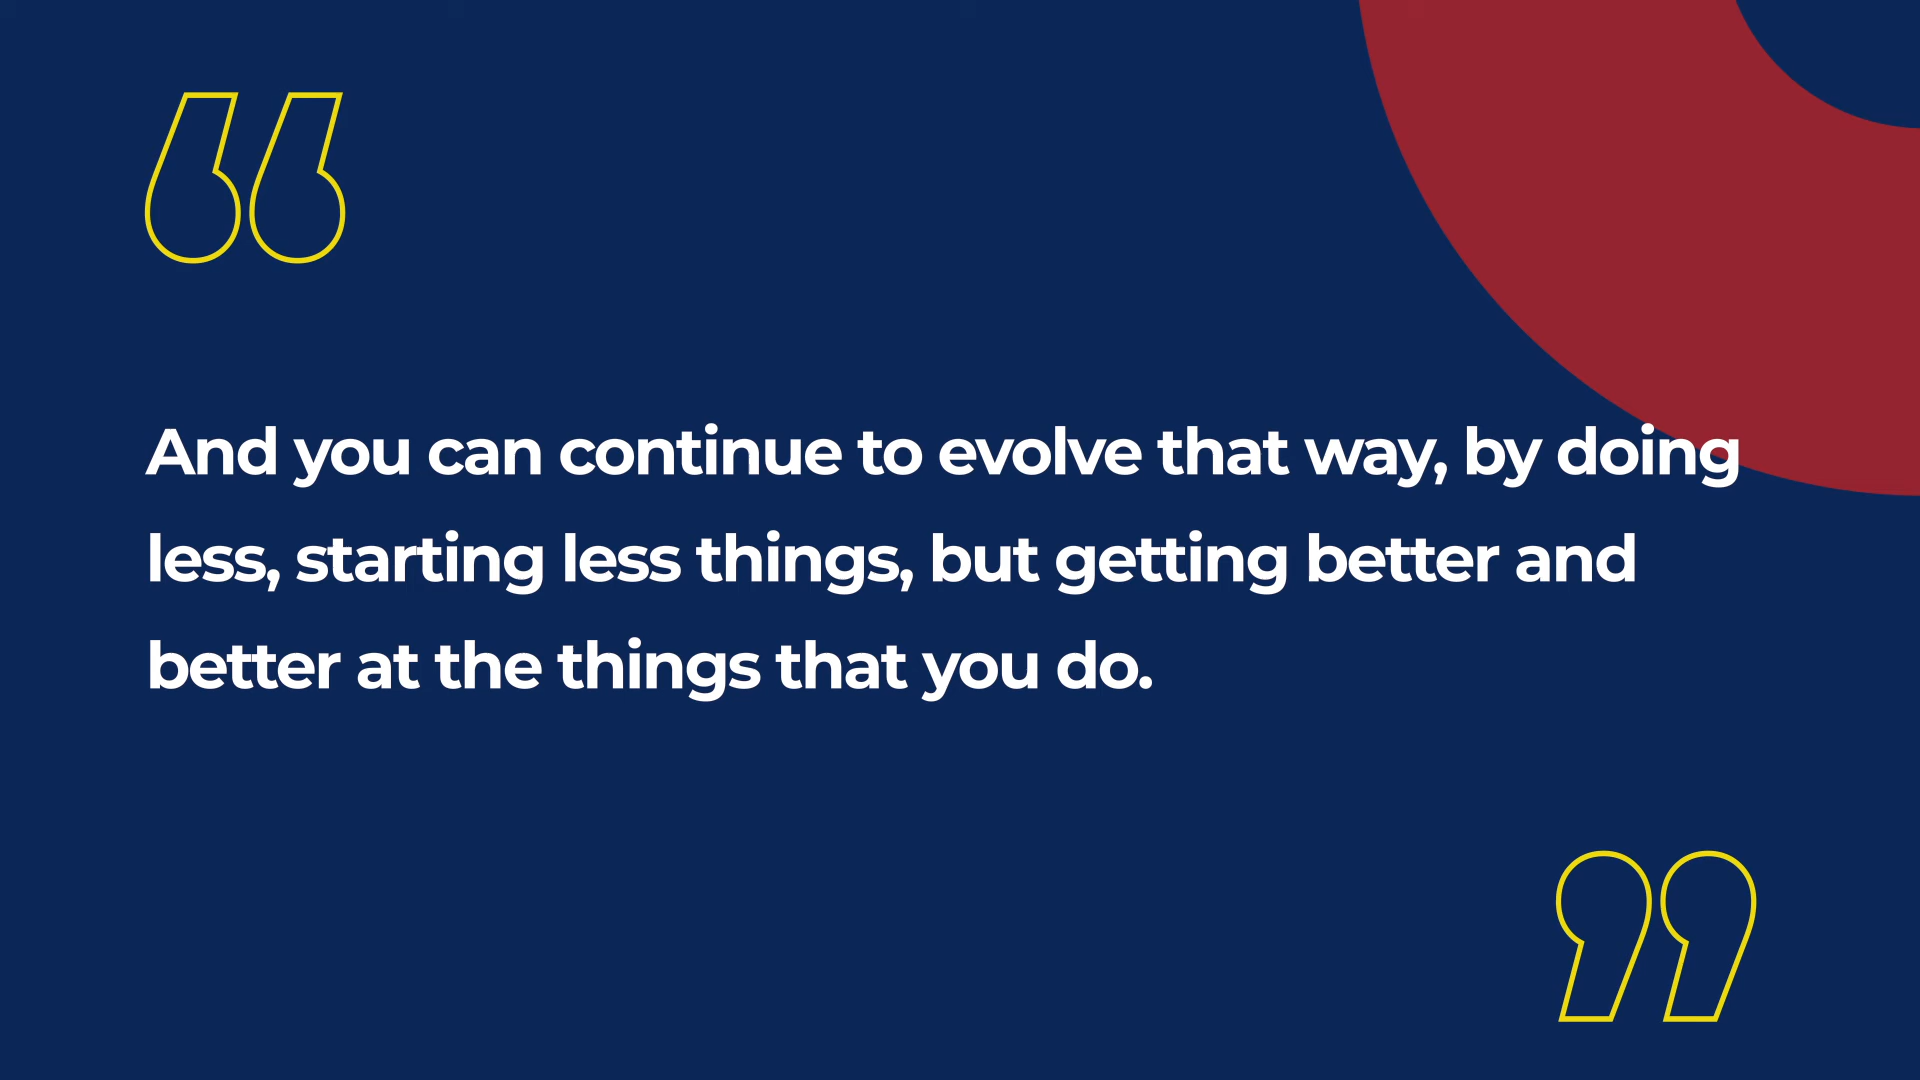 And you can continue to evolve that way, by doing
less, starting less things, but getting better and
better at the things that you do.